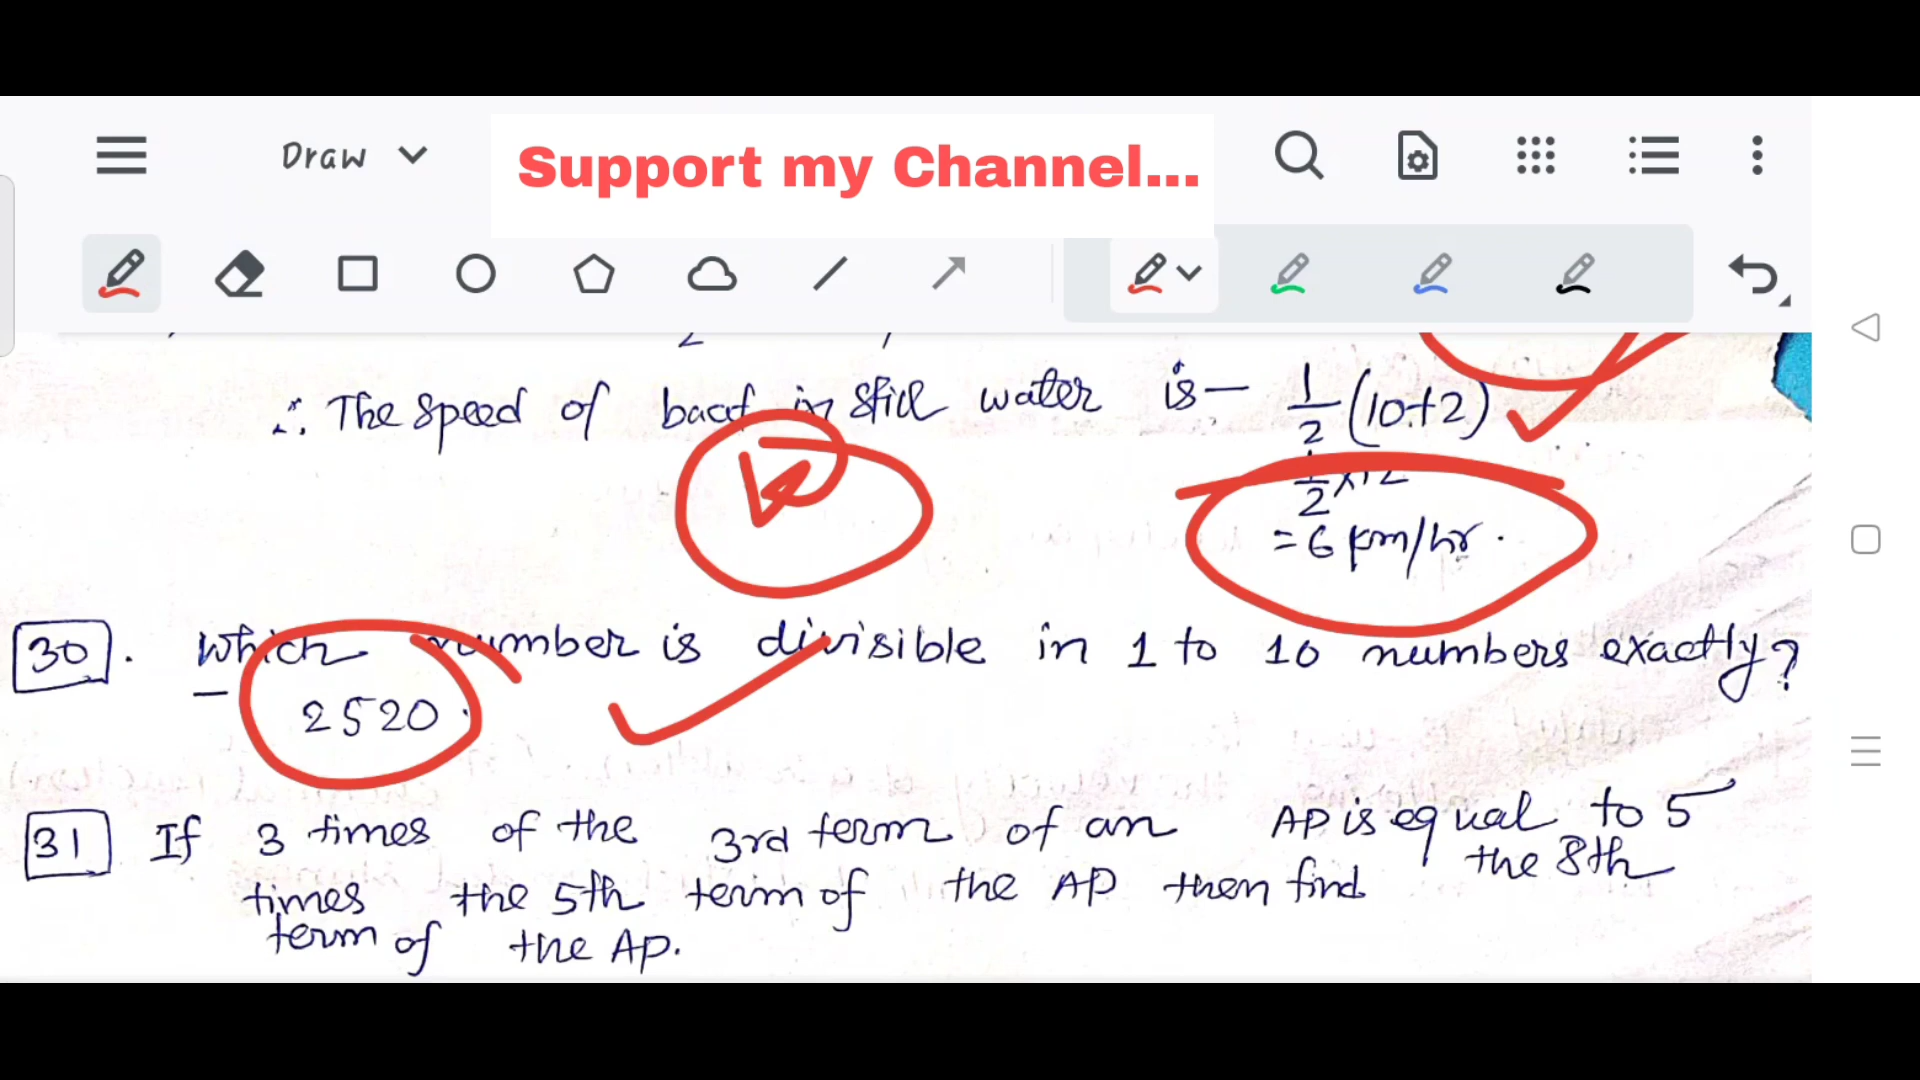 Draw
Support my Channel...
∴ The speed of boat in still water is— 1/2 (10+2)
1/2 x 12
= 6 km/hr.
30. Which number is divisible in 1 to 10 numbers exactly?
2520.
31 If 3 times of the 3rd term of an AP is equal to 5
times the 5th term of the AP then find the 8th
term of the AP.